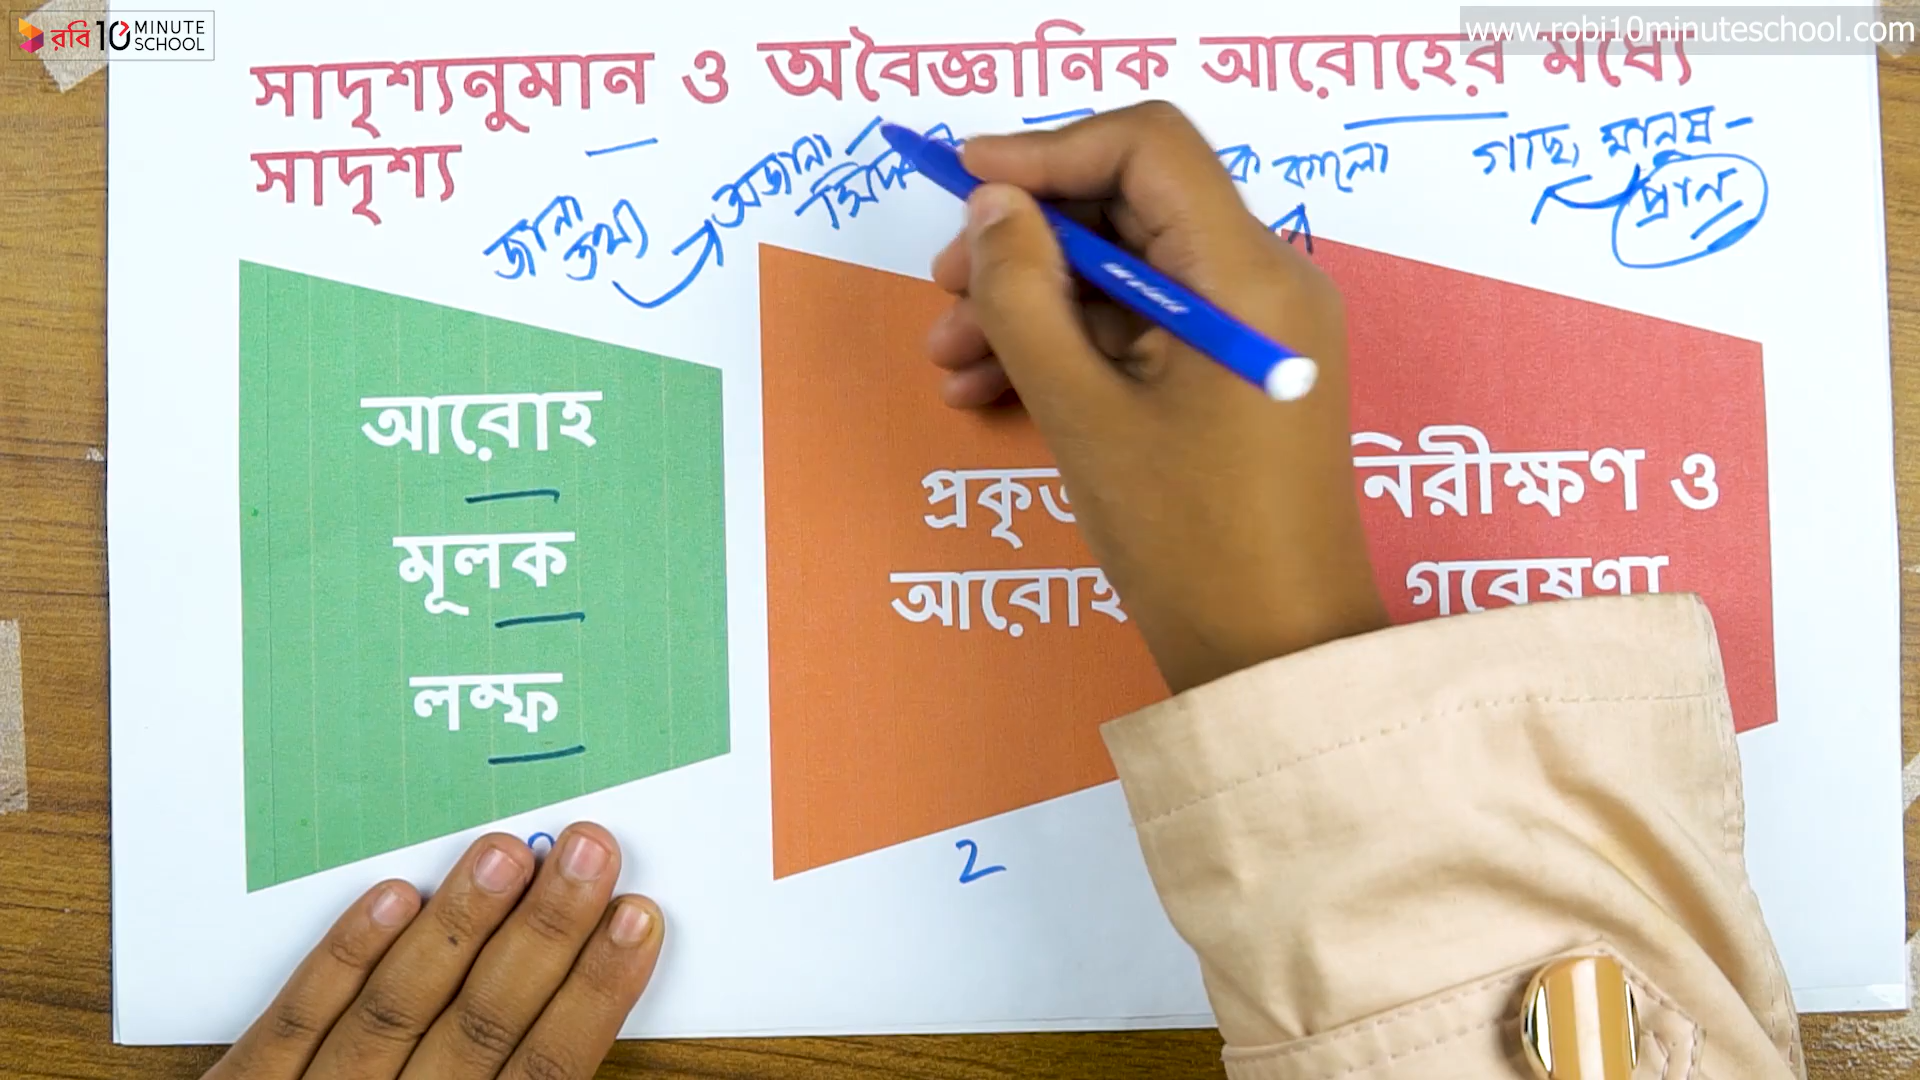 রবি 10 MINUTE SCHOOL
www.robi10minuteschool.com
সাদৃশ্যনুমান ও অবৈজ্ঞানিক আরোহের মধ্যে
সাদৃশ্য
জানা তথ্য
অজানা
কালো
গাছ, মানুষ -
প্রান
আরোহ
মূলক
লম্ফ
আরোহ
নিরীক্ষণ ও
গবেষণা
2